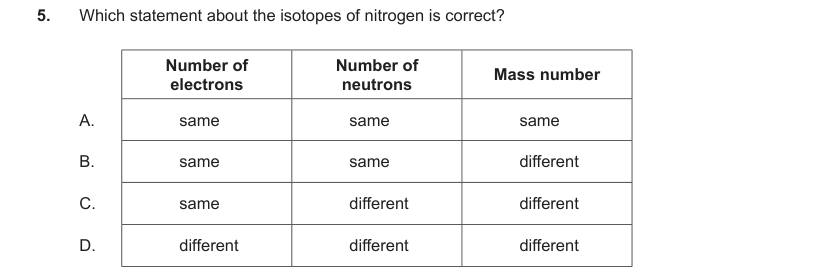 5. Which statement about the isotopes of nitrogen is correct?
Number of electrons Number of neutrons Mass number
A. same same same
B. same same different
C. same different different
D. different different different